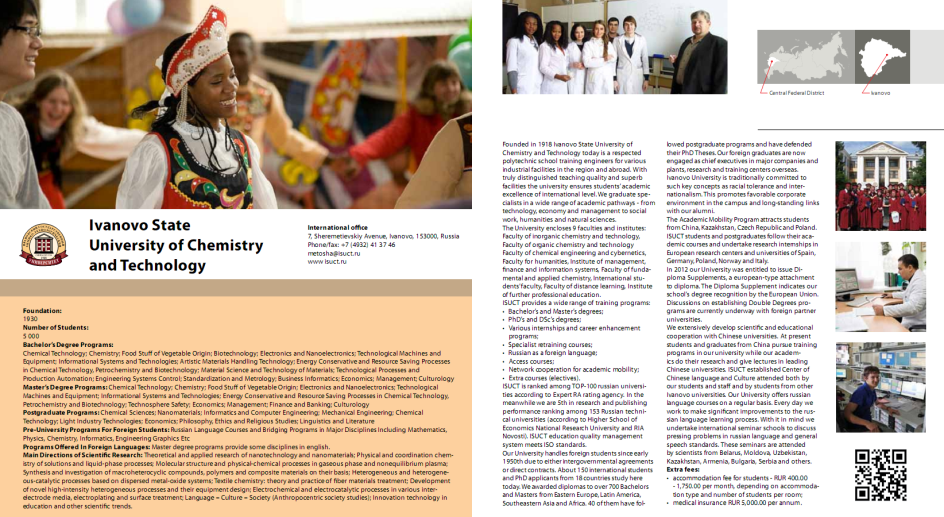 Ivanovo State
University of Chemistry
and Technology
International office
7, Sheremetievskiy Avenue, Ivanovo, 153000, Russia
Phone/fax: +7 (4932) 41 37 46
metosha@isuct.ru
www.isuct.ru
Foundation:
1930
Number of Students:
5 000
Bachelor's Degree Programs:
Chemical Technology; Chemistry; Food Stuff of Vegetable Origin; Biotechnology; Electronics and Nanoelectronics; Technological Machines and
Equipment; Informational Systems and Technologies; Artistic Materials Handling Technology; Energy Conservative and Resource Saving Processes
in Chemical Technology, Petrochemistry and Biotechnology; Material Science and Technology of Materials; Technological Processes and
Production Automation; Engineering Systems Control; Standardization and Metrology; Business Informatics; Economics; Management; Culturology
Master's Degree Programs: Chemical Technology; Chemistry; Food Stuff of Vegetable Origin; Electronics and Nanoelectronics; Technological
Machines and Equipment; Informational Systems and Technologies; Energy Conservative and Resource Saving Processes in Chemical Technology,
Petrochemistry and Biotechnology; Technosphere Safety; Economics; Management; Finance and Banking; Culturology
Postgraduate Programs: Chemical Sciences; Nanomaterials; Informatics and Computer Engineering; Mechanical Engineering; Chemical
Technology; Light Industry Technologies; Economics; Philosophy, Ethics and Religious Studies; Linguistics and Literature
Pre-University Programs For Foreign Students: Russian Language Courses and Bridging Programs in Major Disciplines Including Mathematics,
Physics, Chemistry, Informatics, Engineering Graphics Etc
Programs Offered In Foreign Languages: Master degree programs provide some disciplines in english.
Main Directions of Scientific Research: Theoretical and applied research of nanotechnology and nanomaterials; Physical and coordination chem-
istry of solutions and liquid-phase processes; Molecular structure and physical-chemical processes in gaseous phase and nonequilibrium plasma;
Synthesis and investigation of macroheterocyclic compounds, polymers and composite materials on their basis; Heterogeneous and heterogene-
ous-catalytic processes based on dispersed metal-oxide systems; Textile chemistry: theory and practice of fiber materials treatment; Development
of novel high-intensity heterogeneous processes and their equipment design; Electrochemical and electrocatalytic processes in various inter-
electrode media, electroplating and surface treatment; Language – Culture – Society (Anthropocentric society studies); Innovation technology in
education and other scientific trends.
Central Federal District
Ivanovo
Founded in 1918 Ivanovo State University of
Chemistry and Technology today is a respected
polytechnic school training engineers for various
industrial facilities in the region and abroad. With
truly distinguished teaching quality and superb
facilities the university ensures students' academic
excellence of international level. We graduate spe-
cialists in a wide range of academic pathways - from
technology, economy and management to social
work, humanities and natural sciences.
The University encloses 9 faculties and institutes:
Faculty of inorganic chemistry and technology,
Faculty of organic chemistry and technology
Faculty of chemical engineering and cybernetics,
Faculty for humanities, Institute of management,
finance and information systems, Faculty of funda-
mental and applied chemistry, International stu-
dents' faculty, Faculty of distance learning, Institute
of further professional education.
ISUCT provides a wide range of training programs:
• Bachelor's and Master's degrees;
• PhD's and DSc's degrees;
• Various internships and career enhancement
programs;
• Specialist retraining courses;
• Russian as a foreign language;
• Access courses;
• Network cooperation for academic mobility;
• Extra courses (electives).
ISUCT is ranked among TOP-100 russian universi-
ties according to Expert RA rating agency. In the
meanwhile we are 5th in research and publishing
performance ranking among 153 Russian techni-
cal universities (according to Higher School of
Economics National Research University and RIA
Novosti). ISUCT education quality management
system meets ISO standards.
Our University handles foreign students since early
1950th due to either intergovernmental agreements
or direct contracts. About 150 international students
and PhD applicants from 18 countries study here
today. We awarded diplomas to over 700 Bachelors
and Masters from Eastern Europe, Latin America,
Southeastern Asia and Africa. 40 of them have fol-
lowed postgraduate programs and have defended
their PhD Theses. Our foreign graduates are now
engaged as chief executives in major companies and
plants, research and training centers overseas.
Ivanovo University is traditionally committed to
such key concepts as racial tolerance and inter-
nationalism. This promotes favorable corporate
environment in the campus and long-standing links
with our alumni.
The Academic Mobility Program attracts students
from China, Kazakhstan, Czech Republic and Poland.
ISUCT students and postgraduates follow their aca-
demic courses and undertake research internships in
European research centers and universities of Spain,
Germany, Poland, Norway and Italy.
In 2012 our University was entitled to issue Di-
ploma Supplements, a european-type attachment
to diploma. The Diploma Supplement indicates our
school's degree recognition by the European Union.
Discussions on establishing Double Degrees pro-
grams are currently underway with foreign partner
universities.
We extensively develop scientific and educational
cooperation with Chinese universities. At present
students and graduates from China pursue training
programs in our university while our academ-
ics do their research and give lectures in leading
Chinese universities. ISUCT established Center of
Chinese language and Culture attended both by
our students and staff and by students from other
Ivanovo universities. Our University offers russian
language courses on a regular basis. Every day we
work to make significant improvements to the rus-
sian language learning process. With it in mind we
undertake international seminars school to discuss
pressing problems in russian language and general
speech standards. These seminars are attended
by scientists from Belarus, Moldova, Uzbekistan,
Kazakhstan, Armenia, Bulgaria, Serbia and others.
Extra fees:
• accommodation fee for students - RUR 400.00
- 1,750.00 per month, depending on accommoda-
tion type and number of students per room;
• medical insurance RUR 5,000.00 per annum.